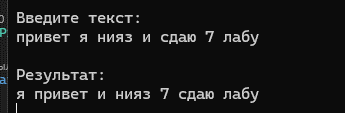 Введите текст:
привет я нияз и сдаю 7 лабу
Результат:
я привет и нияз 7 сдаю лабу